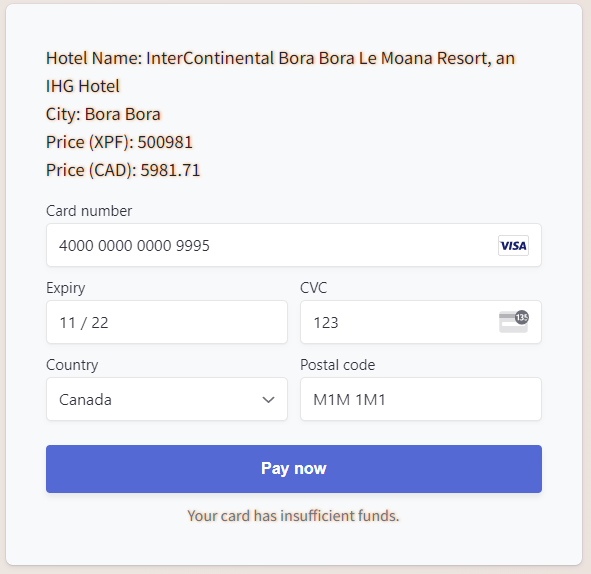 Hotel Name: InterContinental Bora Bora Le Moana Resort, an
IHG Hotel
City: Bora Bora
Price (XPF): 500981
Price (CAD): 5981.71
Card number
4000 0000 0000 9995 VISA
Expiry CVC
11 / 22 123 135
Country Postal code
Canada M1M 1M1
Pay now
Your card has insufficient funds.